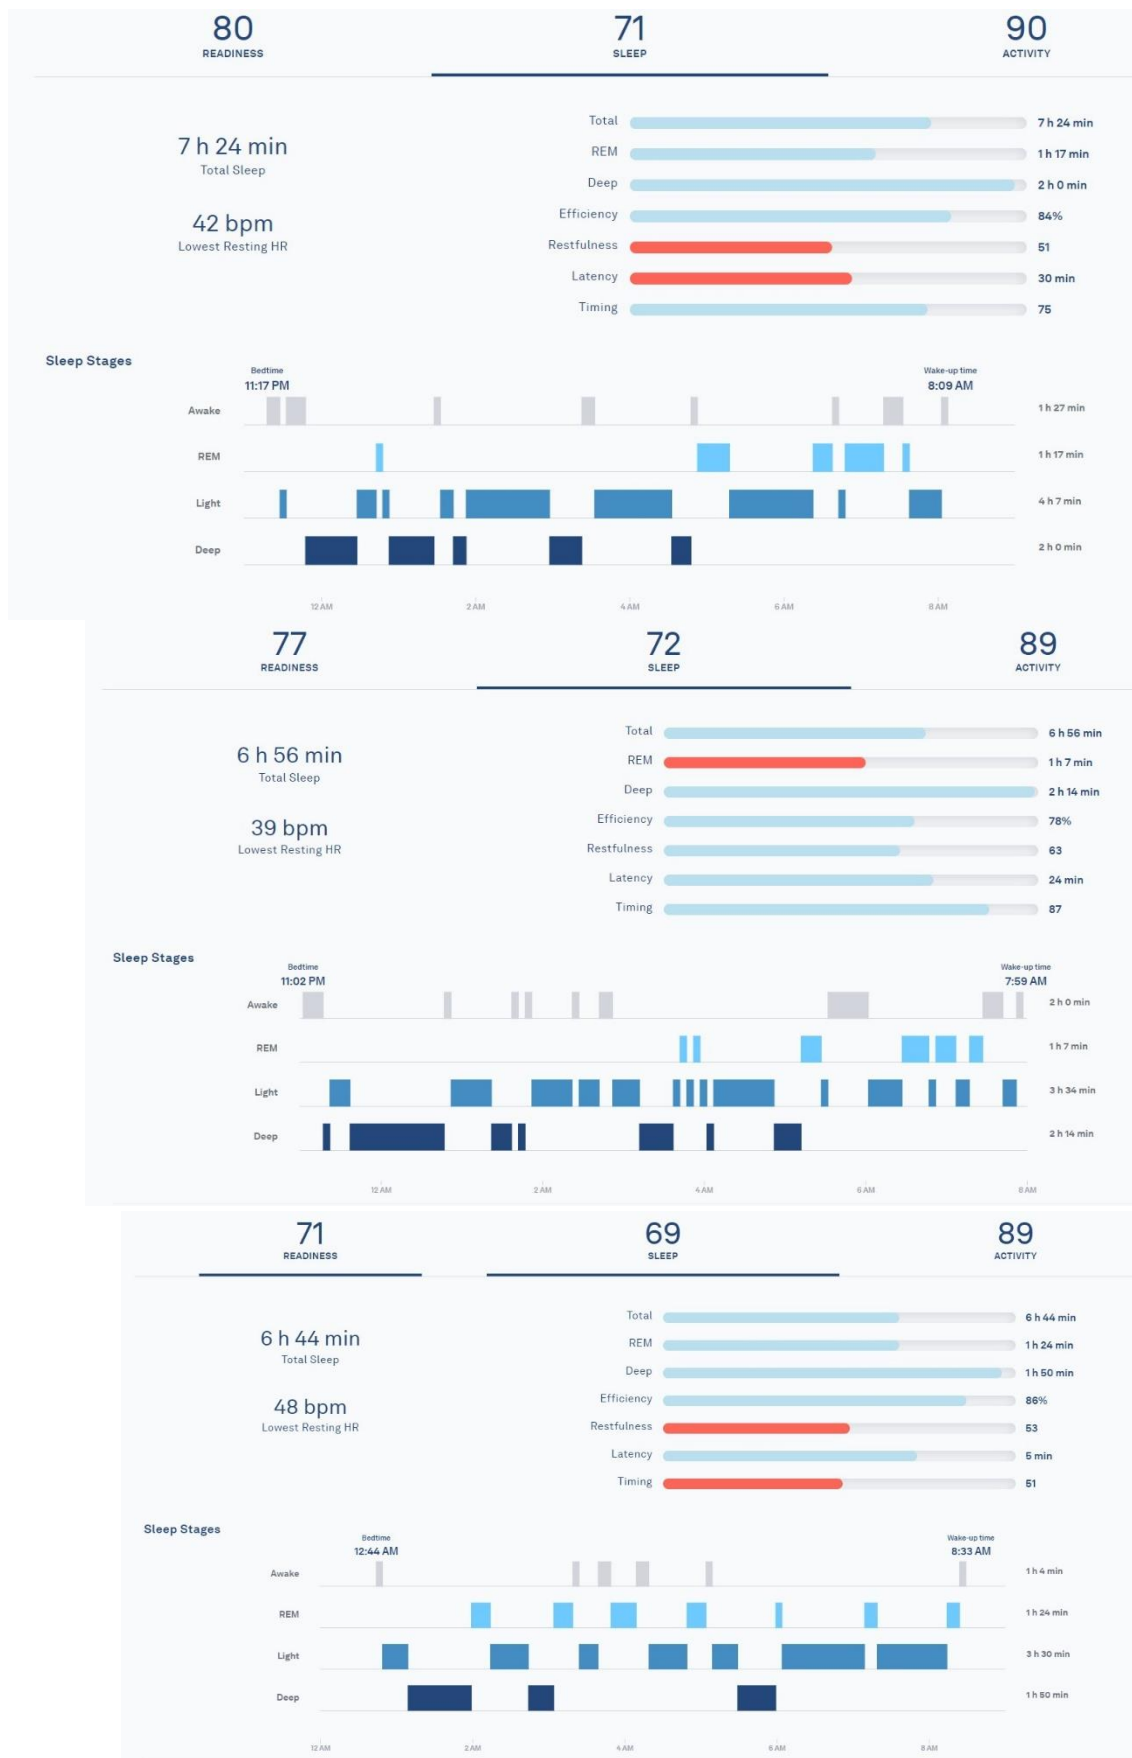 80 71 90
READINESS SLEEP ACTIVITY
Total 7 h 24 min
7 h 24 min
Total Sleep
REM 1 h 17 min
Deep 2 h 0 min
42 bpm
Lowest Resting HR
Efficiency 84%
Restfulness 51
Latency 30 min
Timing 75
Sleep Stages
Bedtime Wake-up time
11:17 PM 8:09 AM
Awake 1 h 27 min
REM 1 h 17 min
Light 4 h 7 min
Deep 2 h 0 min
12 AM 2 AM 4 AM 6 AM 8 AM
77 72 89
READINESS SLEEP ACTIVITY
Total 6 h 56 min
6 h 56 min
Total Sleep
REM 1 h 7 min
Deep 2 h 14 min
39 bpm
Lowest Resting HR
Efficiency 78%
Restfulness 63
Latency 24 min
Timing 87
Sleep Stages
Bedtime Wake-up time
11:02 PM 7:59 AM
Awake 2 h 0 min
REM 1 h 7 min
Light 3 h 34 min
Deep 2 h 14 min
12 AM 2 AM 4 AM 6 AM 8 AM
71 69 89
READINESS SLEEP ACTIVITY
Total 6 h 44 min
6 h 44 min
Total Sleep
REM 1 h 24 min
Deep 1 h 50 min
48 bpm
Lowest Resting HR
Efficiency 86%
Restfulness 53
Latency 5 min
Timing 51
Sleep Stages
Bedtime Wake-up time
12:44 AM 8:33 AM
Awake 1 h 4 min
REM 1 h 24 min
Light 3 h 30 min
Deep 1 h 50 min
12 AM 2 AM 4 AM 6 AM 8 AM